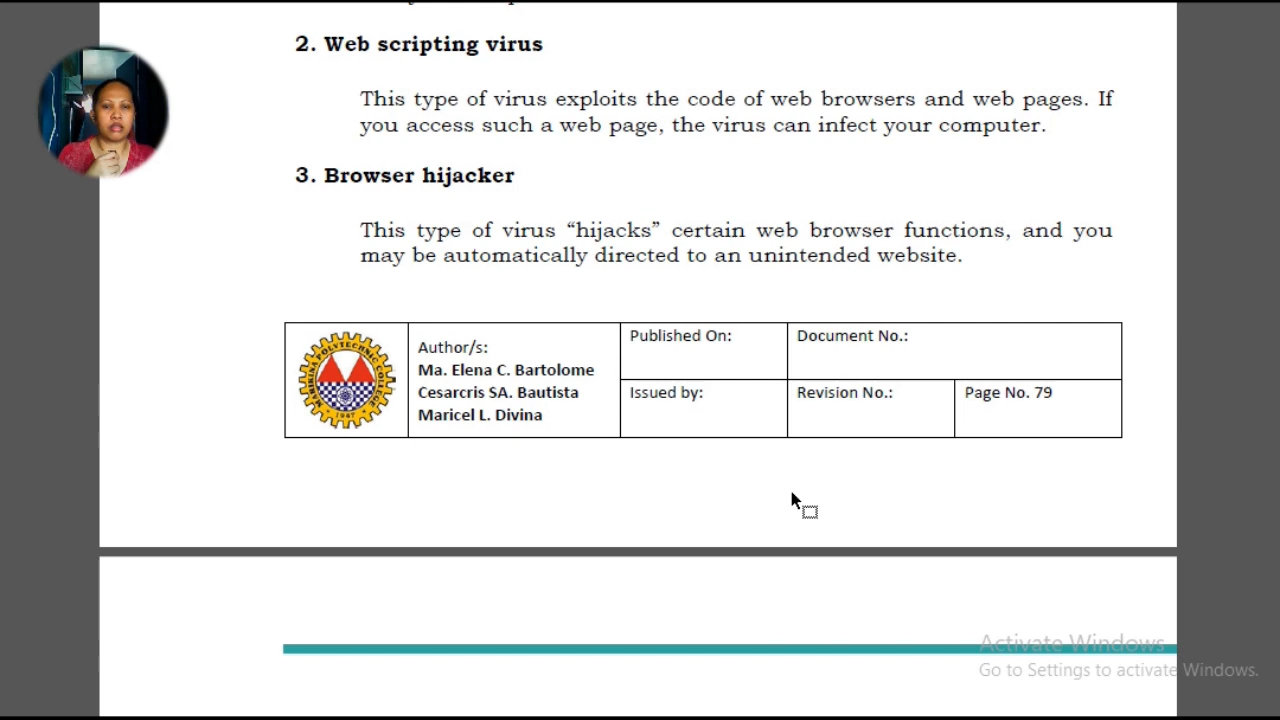 2. Web scripting virus
This type of virus exploits the code of web browsers and web pages. If
you access such a web page, the virus can infect your computer.
3. Browser hijacker
This type of virus “hijacks” certain web browser functions, and you
may be automatically directed to an unintended website.
MARIKINA POLYTECHNIC COLLEGE
1947
Author/s:
Ma. Elena C. Bartolome
Cesarcris SA. Bautista
Maricel L. Divina
Published On:
Document No.:
Issued by:
Revision No.:
Page No. 79
Activate Windows
Go to Settings to activate Windows.